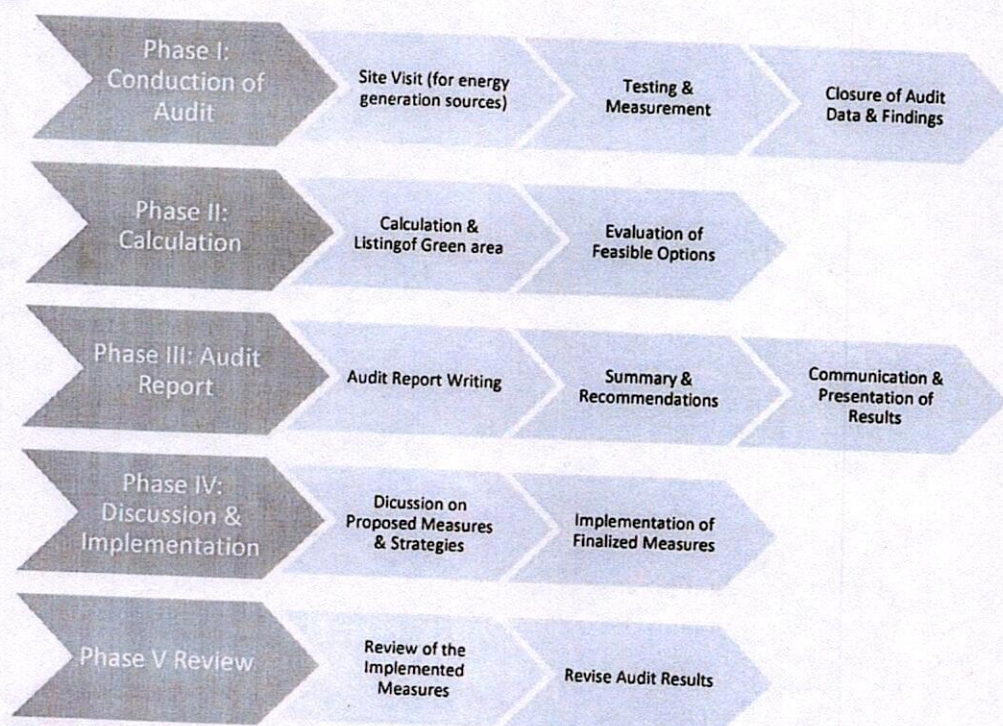 Phase I:
Conduction of
Audit
Site Visit (for energy
generation sources)
Testing &
Measurement
Closure of Audit
Data & Findings
Phase II:
Calculation
Calculation &
Listingof Green area
Evaluation of
Feasible Options
Phase III: Audit
Report
Audit Report Writing
Summary &
Recommendations
Communication &
Presentation of
Results
Phase IV:
Discussion &
Implementation
Dicussion on
Proposed Measures
& Strategies
Implementation of
Finalized Measures
Phase V Review
Review of the
Implemented
Measures
Revise Audit Results